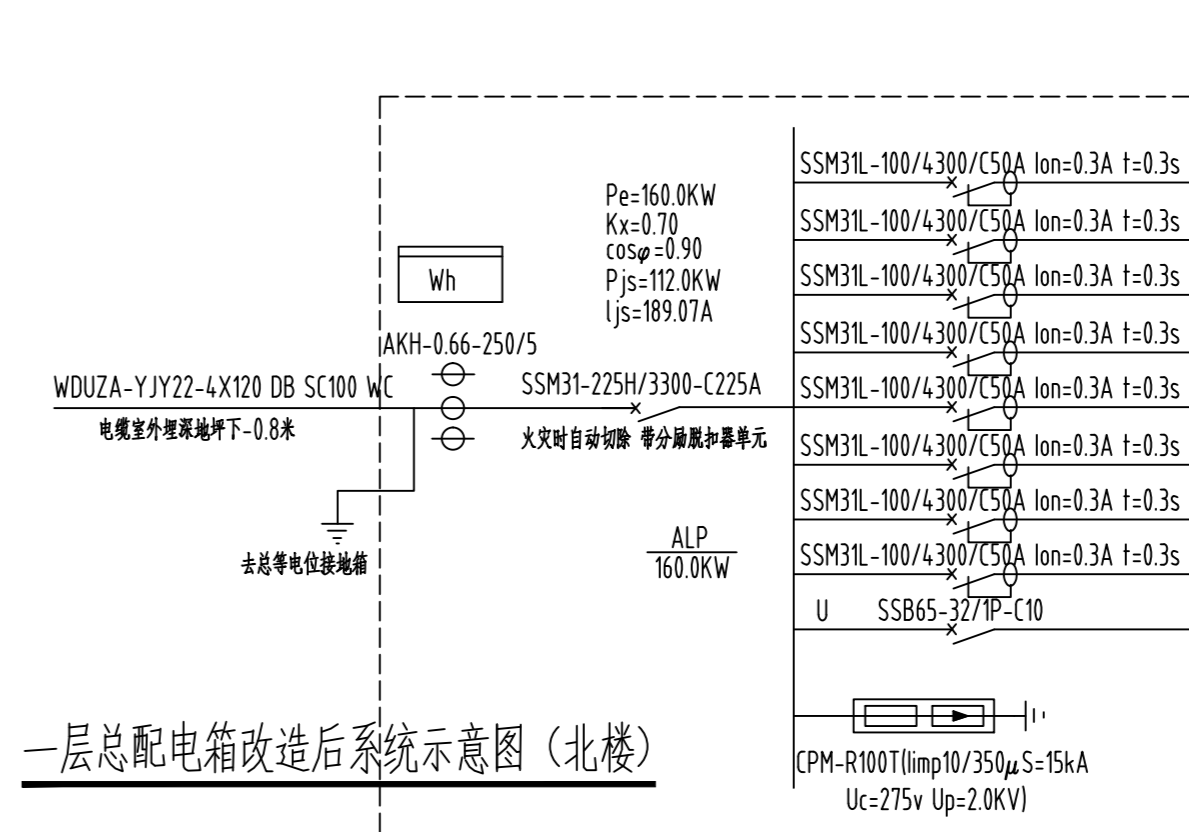 SSM31L-100/4300/C50A Ion=0.3A t=0.3s
SSM31L-100/4300/C50A Ion=0.3A t=0.3s
SSM31L-100/4300/C50A Ion=0.3A t=0.3s
SSM31L-100/4300/C50A Ion=0.3A t=0.3s
SSM31L-100/4300/C50A Ion=0.3A t=0.3s
SSM31L-100/4300/C50A Ion=0.3A t=0.3s
SSM31L-100/4300/C50A Ion=0.3A t=0.3s
SSM31L-100/4300/C50A Ion=0.3A t=0.3s
U SSB65-32/1P-C10
Pe=160.0KW
Kx=0.70
cosφ=0.90
Pjs=112.0KW
Ijs=189.07A
Wh
AKH-0.66-250/5
WDUZA-YJY22-4X120 DB SC100 WC
电缆室外埋深地坪下-0.8米
SSM31-225H/3300-C225A
火灾时自动切除 带分励脱扣器单元
去总等电位接地箱
ALP
160.0KW
一层总配电箱改造后系统示意图（北楼）
CPM-R100T(Iimp10/350μS=15kA
Uc=275v Up=2.0KV)